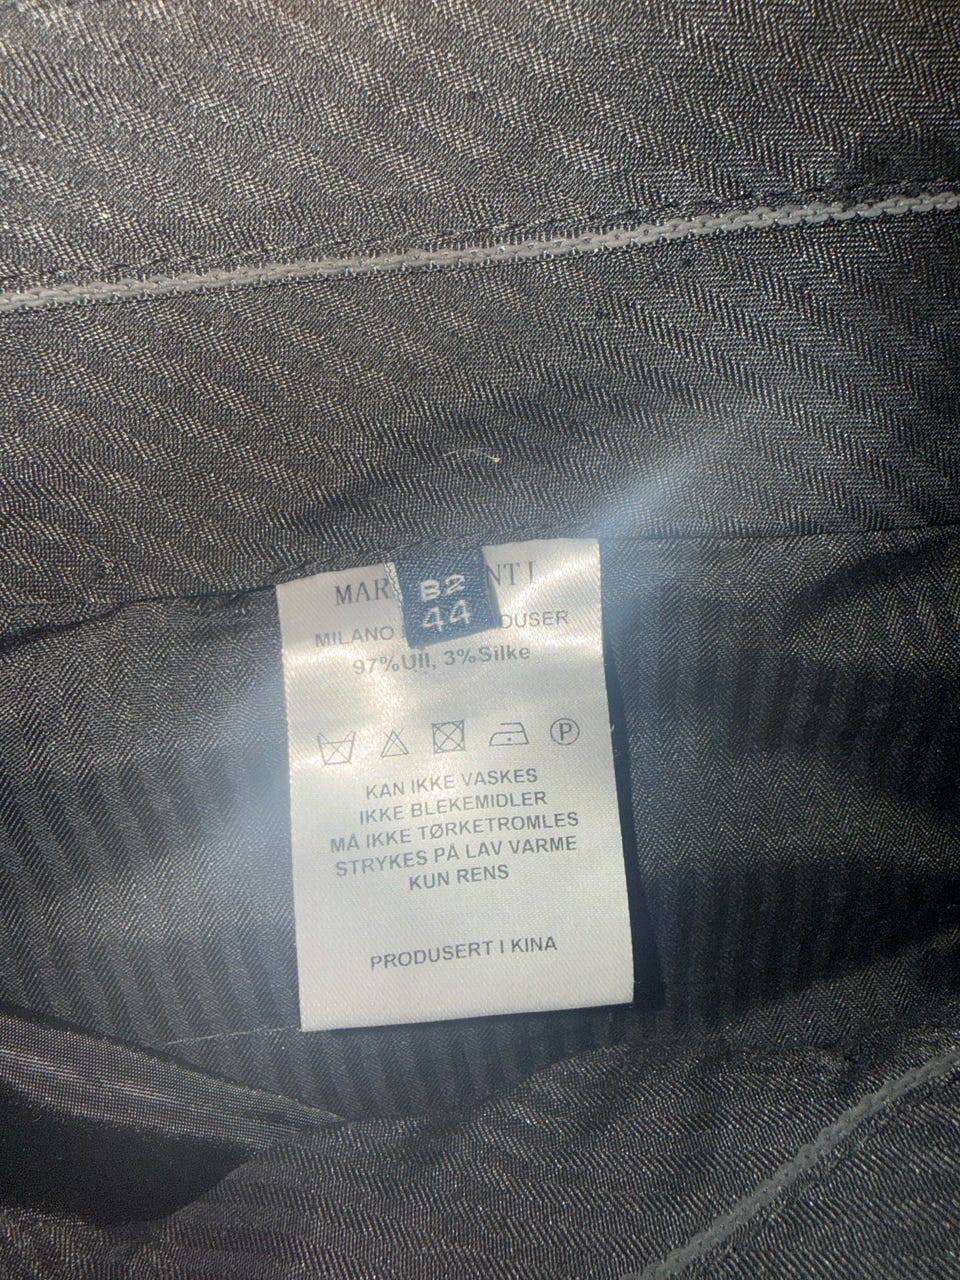 B2
44
97%Ull, 3%Silke
MILANO
P
KAN IKKE VASKES
IKKE BLEKEMIDLER
MÅ IKKE TØRKETROMLES
STRYKES PÅ LAV VARME
KUN RENS
PRODUSERT I KINA